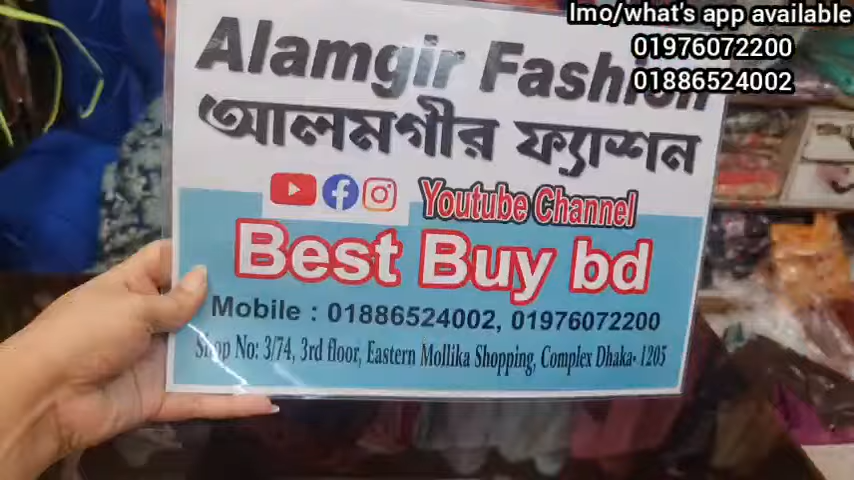 Imo/what's app available
01976072200
01886524002
Alamgir Fashion
আলমগীর ফ্যাশন
Youtube Channel
Best Buy bd
Mobile : 01886524002, 01976072200
Shop No: 3/74, 3rd floor, Eastern Mollika Shopping, Complex Dhaka- 1205